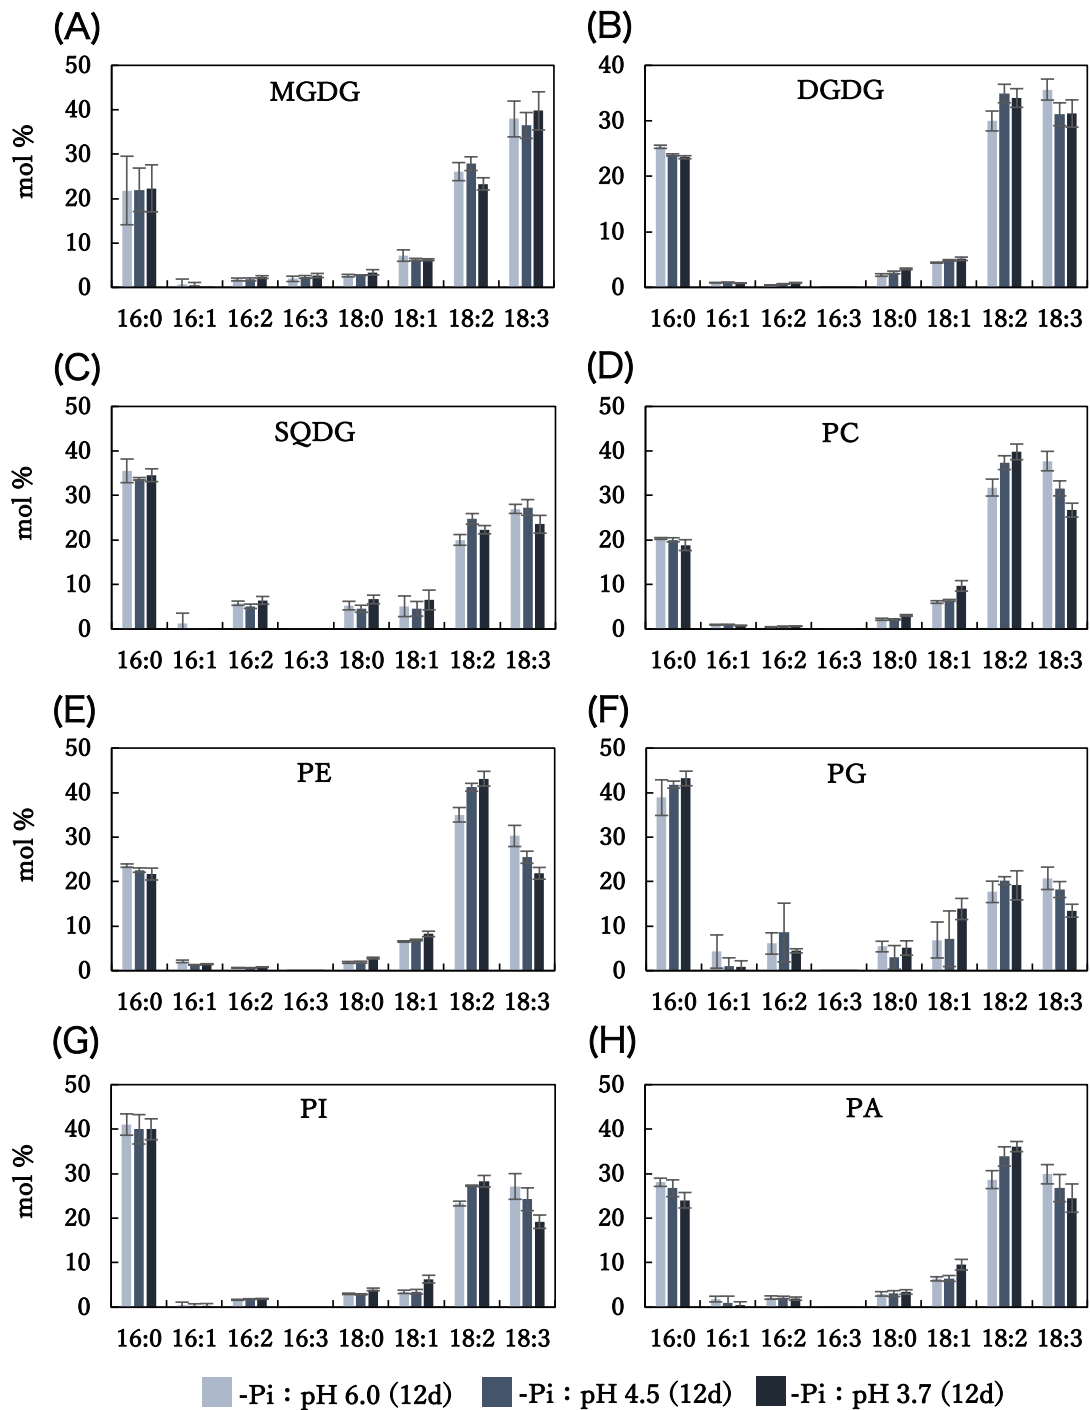 (A) (B)
MGDG DGDG
mol %
50 40 30 20 10 0
40 30 20 10 0
16:0 16:1 16:2 16:3 18:0 18:1 18:2 18:3
16:0 16:1 16:2 16:3 18:0 18:1 18:2 18:3
(C) (D)
SQDG PC
mol %
50 40 30 20 10 0
50 40 30 20 10 0
16:0 16:1 16:2 16:3 18:0 18:1 18:2 18:3
16:0 16:1 16:2 16:3 18:0 18:1 18:2 18:3
(E) (F)
PE PG
mol %
50 40 30 20 10 0
50 40 30 20 10 0
16:0 16:1 16:2 16:3 18:0 18:1 18:2 18:3
16:0 16:1 16:2 16:3 18:0 18:1 18:2 18:3
(G) (H)
PI PA
mol %
50 40 30 20 10 0
50 40 30 20 10 0
16:0 16:1 16:2 16:3 18:0 18:1 18:2 18:3
16:0 16:1 16:2 16:3 18:0 18:1 18:2 18:3
-Pi：pH 6.0 (12d) -Pi：pH 4.5 (12d) -Pi：pH 3.7 (12d)